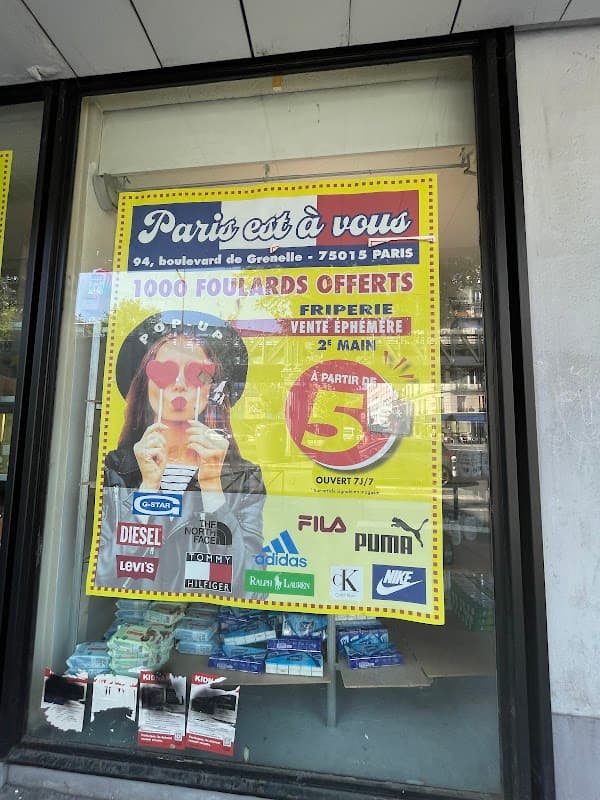 Paris est à vous
94, boulevard de Grenelle - 75015 PARIS
1000 FOULARDS OFFERTS
POP-UP
FRIPERIE
VENTE ÉPHÉMÈRE
2E MAIN
À PARTIR DE
5
OUVERT 7J/7
G-STAR
DIESEL
LEVI'S
THE
NORTH
FACE
TOMMY
HILFIGER
adidas
RALPH LAUREN
FILA
PUMA
CK
NIKE
KIDNA
KIDN